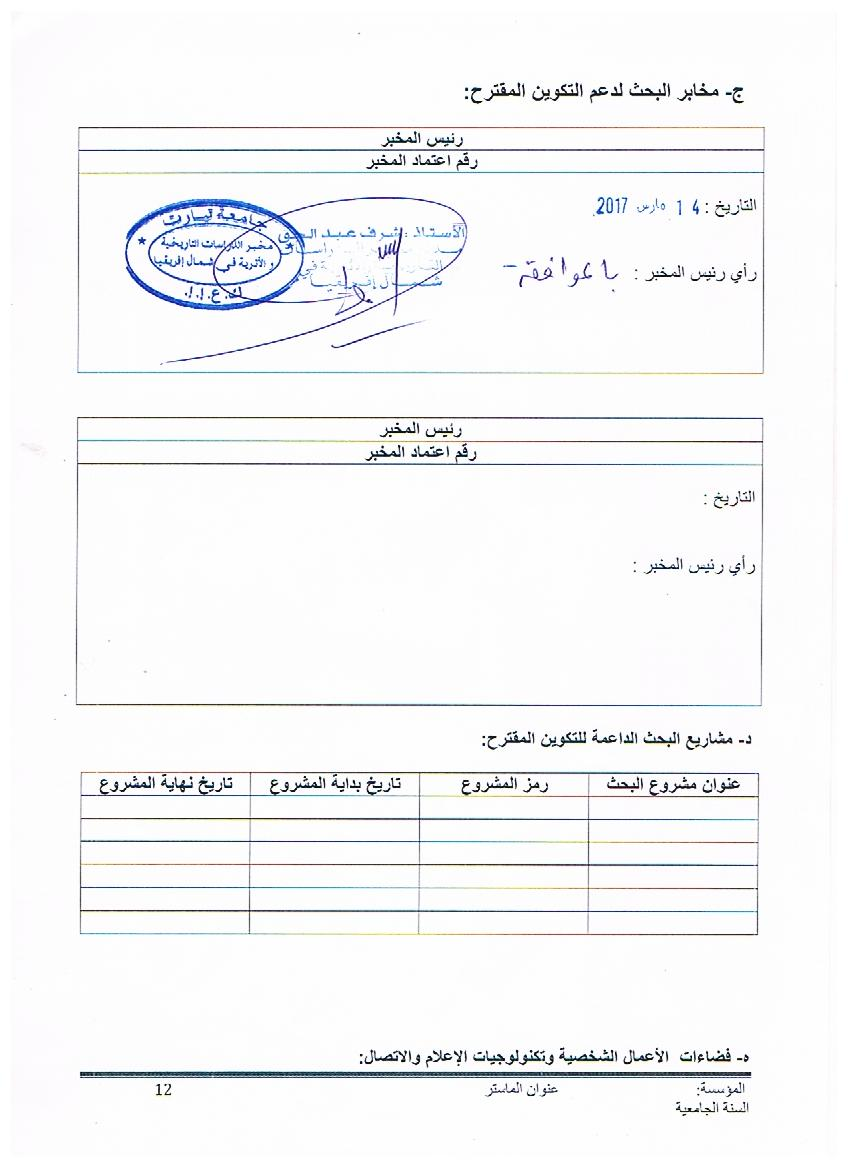 ج- مخابر البحث لدعم التكوين المقترح:
رئيس المخبر
رقم اعتماد المخبر
التاريخ : 14 مارس 2017
جامعة تيارت
مخبر الدراسات التاريخية
و الأثرية في شمال إفريقيا
ك.ع.إ.إ.
الأستاذ : شرف عبد الحق
شمال إفريقيا
رأي رئيس المخبر : بالموافقة
رئيس المخبر
رقم اعتماد المخبر
التاريخ :
رأي رئيس المخبر :
د- مشاريع البحث الداعمة للتكوين المقترح:
عنوان مشروع البحث رمز المشروع تاريخ بداية المشروع تاريخ نهاية المشروع
ه- فضاءات الأعمال الشخصية وتكنولوجيات الإعلام والاتصال:
المؤسسة: عنوان الماستر 12
السنة الجامعية